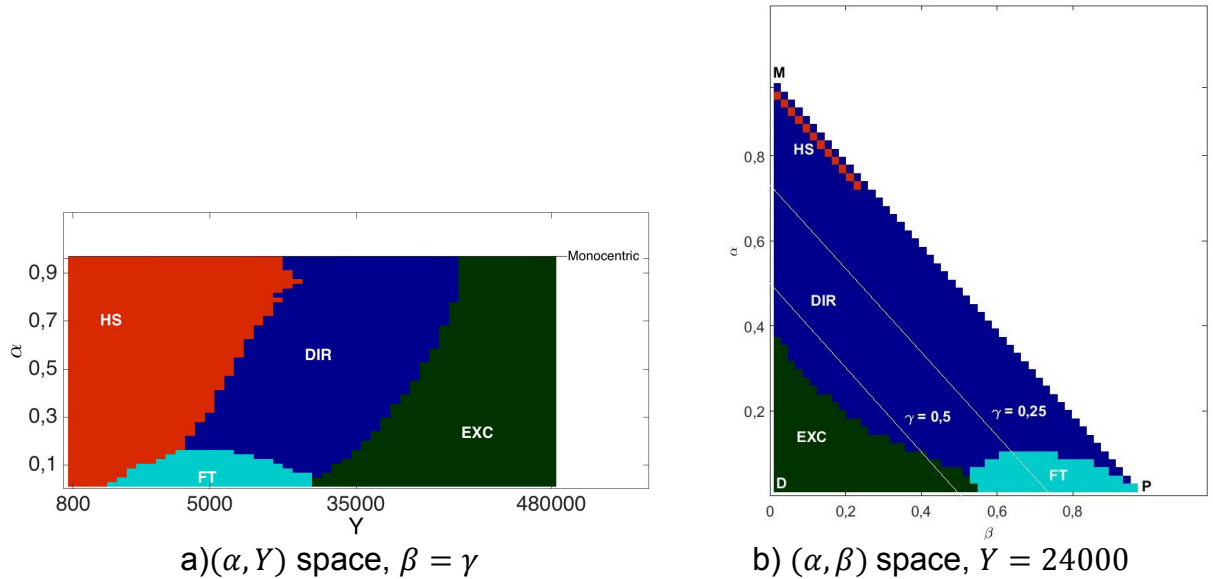 Monocentric
0,9
0,7
0,5
0,3
0,1
α
HS
DIR
EXC
FT
800
5000
35000
480000
Y
a)(α, Y) space, β = γ
M
HS
0,8
0,6
α
DIR
0,4
γ = 0,5
γ = 0,25
0,2
EXC
FT
D
P
0
0,2
0,4
0,6
0,8
β
b) (α, β) space, Y = 24000